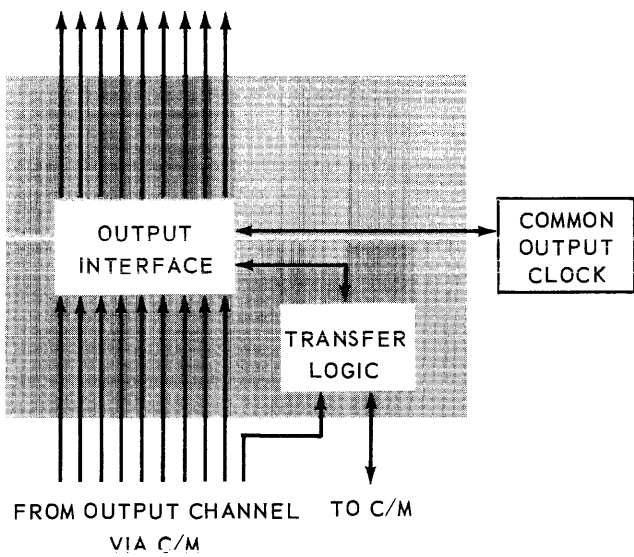 OUTPUT
INTERFACE
COMMON
OUTPUT
CLOCK
TRANSFER
LOGIC
FROM OUTPUT CHANNEL
VIA C/M
TO C/M